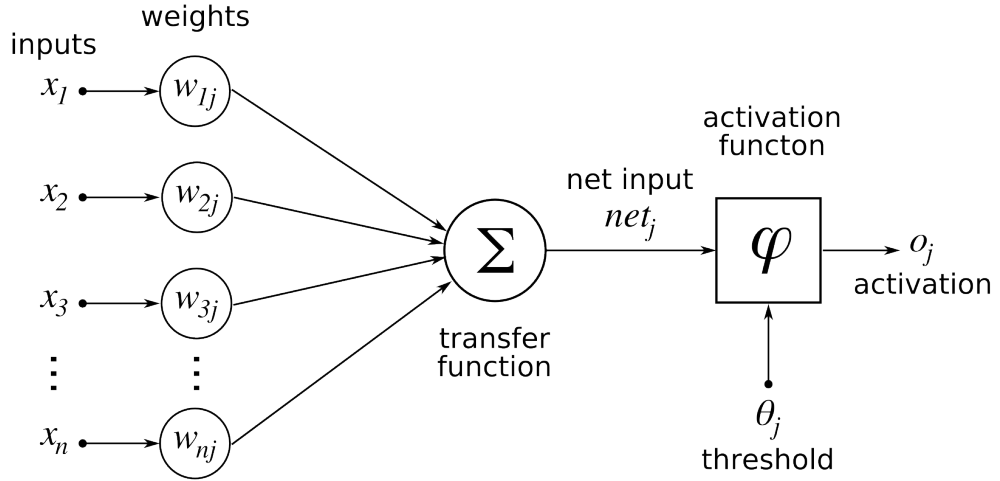 weights
inputs
x1
w1j
x2
w2j
x3
w3j
⋮ ⋮
xn
wnj
Σ
transfer
function
net input
netj
activation
functon
φ
oj
activation
θj
threshold